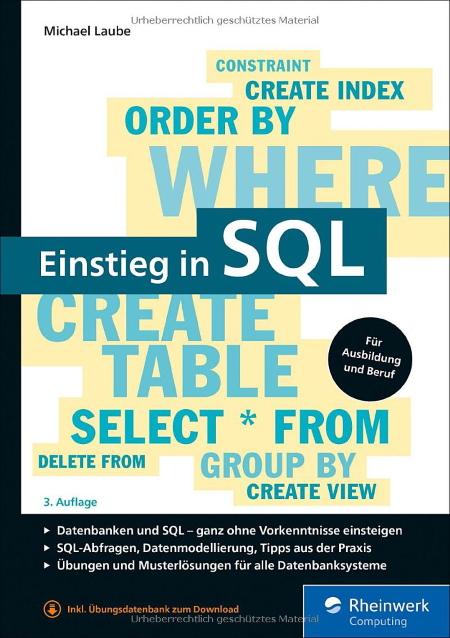 Urheberrechtlich geschütztes Material
Michael Laube
CONSTRAINT
CREATE INDEX
ORDER BY
WHERE
Einstieg in SQL
CREATE
TABLE
Für
Ausbildung
und Beruf
SELECT * FROM
DELETE FROM
GROUP BY
CREATE VIEW
3. Auflage
Datenbanken und SQL – ganz ohne Vorkenntnisse einsteigen
SQL-Abfragen, Datenmodellierung, Tipps aus der Praxis
Übungen und Musterlösungen für alle Datenbanksysteme
Inkl. Übungsdatenbank zum Download
Urheberrechtlich geschütztes Material
Rheinwerk
Computing